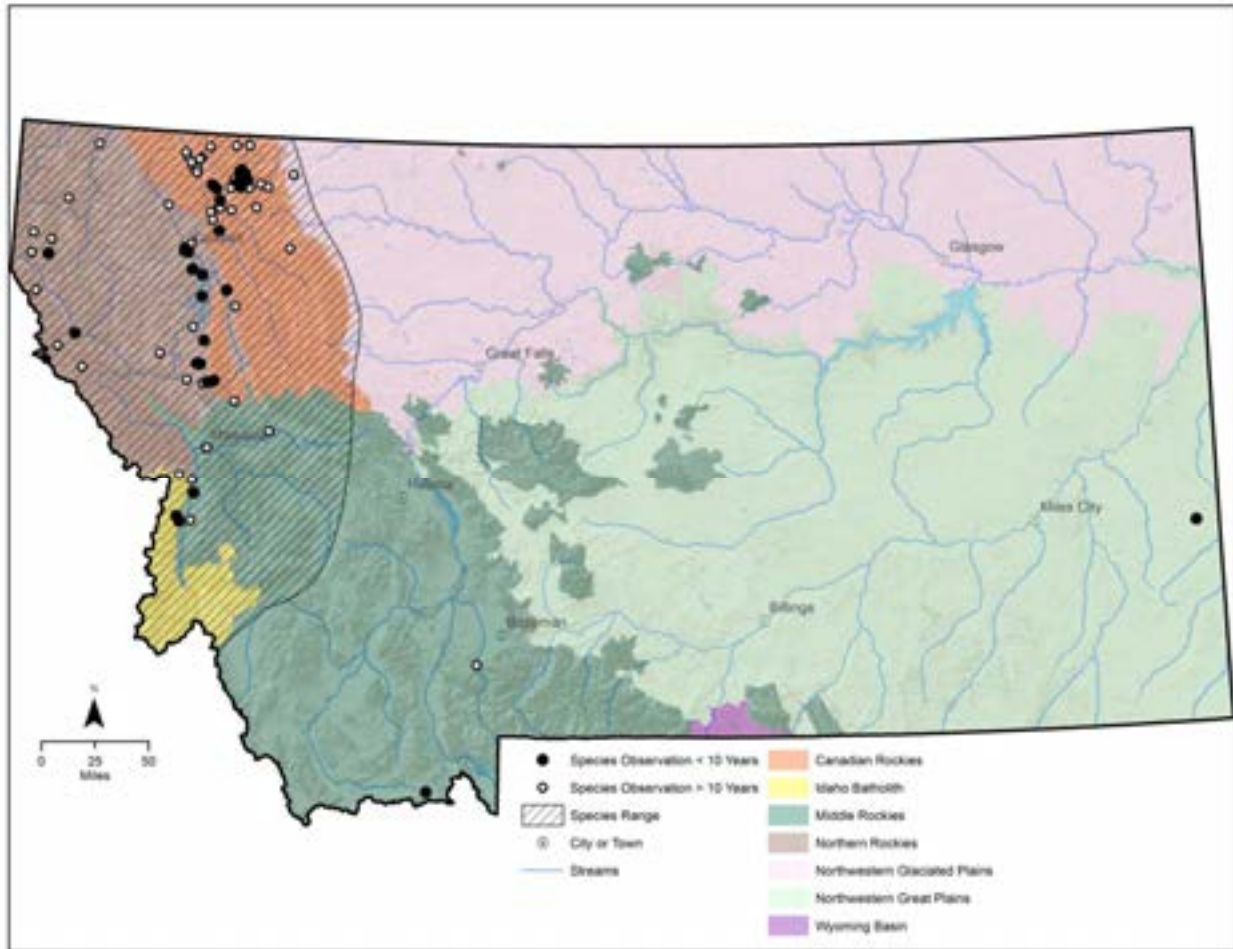 Glasgow
Great Falls
Missoula
Helena
Miles City
Billings
Bozeman
N
0 25 50
Miles
Species Observation < 10 Years
Species Observation > 10 Years
Species Range
City or Town
Streams
Canadian Rockies
Idaho Batholith
Middle Rockies
Northern Rockies
Northwestern Glaciated Plains
Northwestern Great Plains
Wyoming Basin